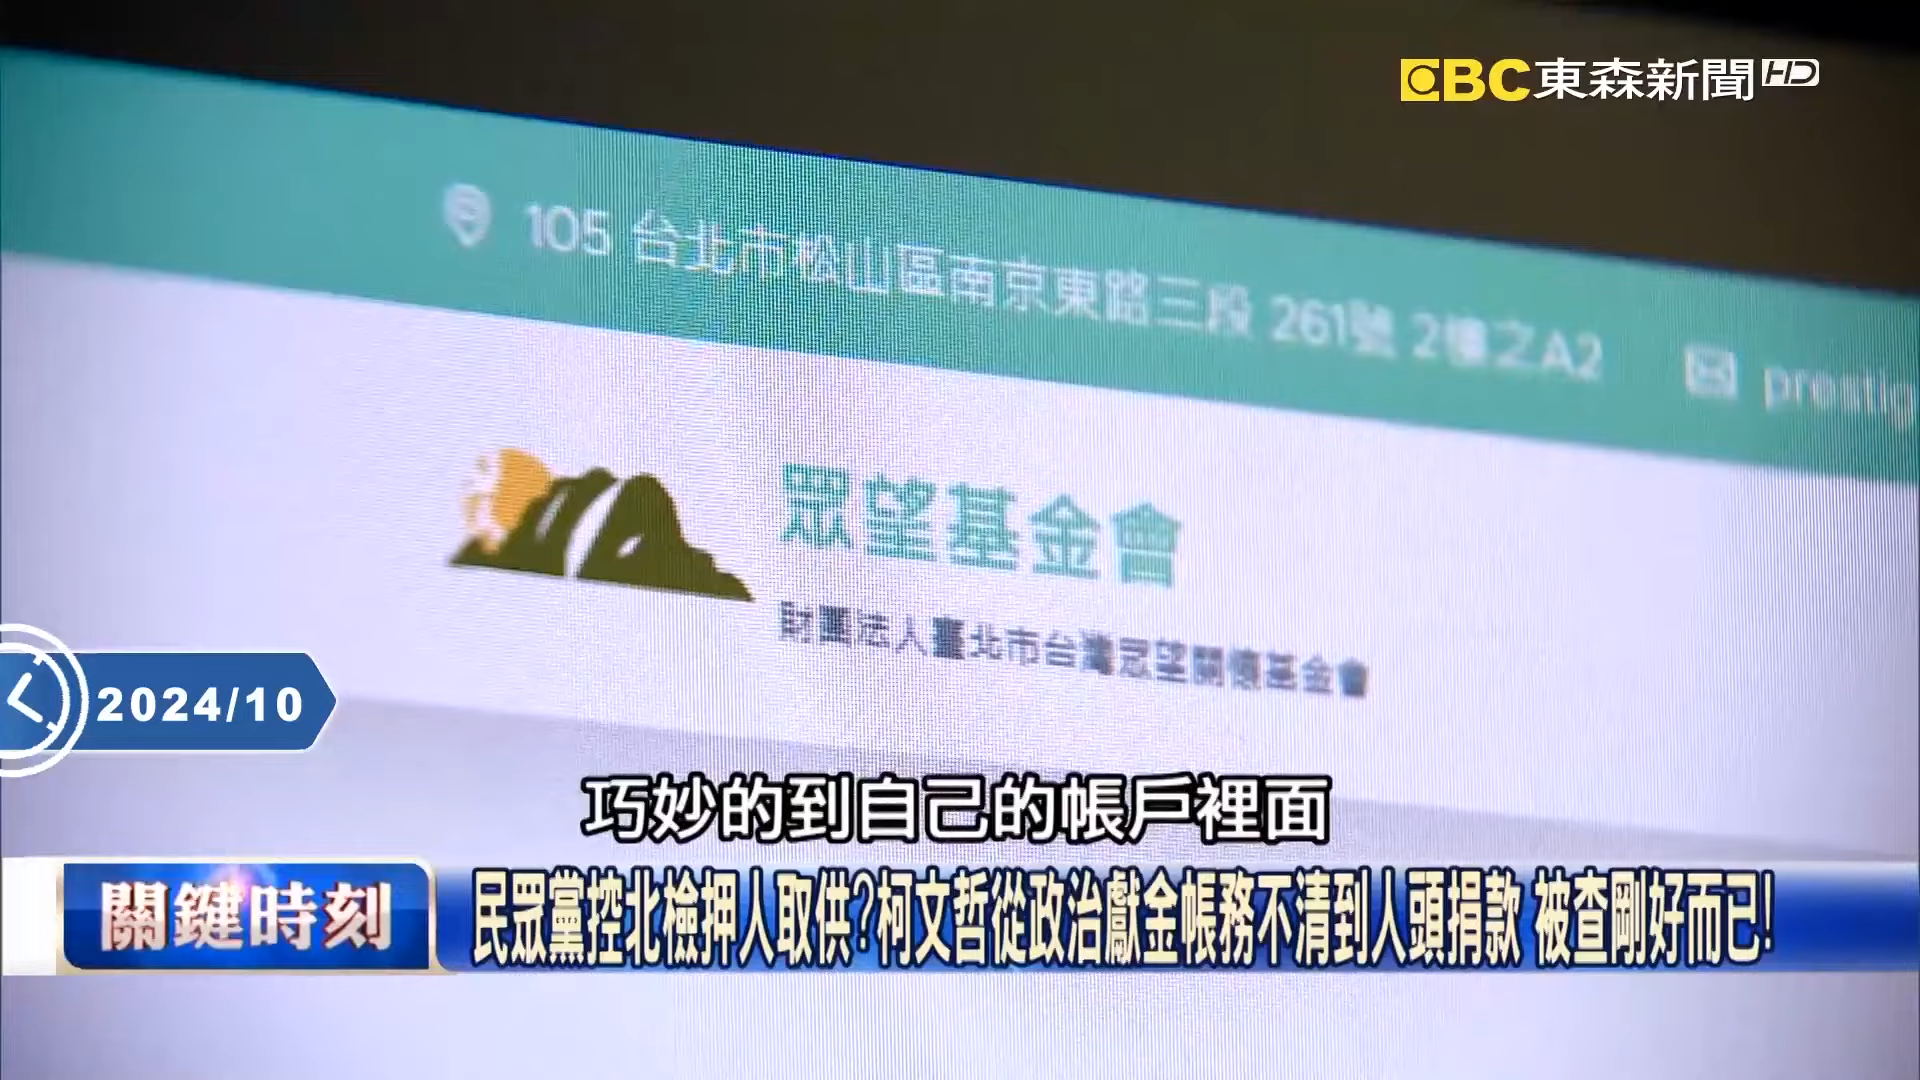 EBC東森新聞HD
105 台北市松山區南京東路三段 261號 2樓之A2
prestig
眾望基金會
財團法人臺北市台灣眾望關懷基金會
2024/10
巧妙的到自己的帳戶裡面
關鍵時刻
民眾黨控北檢押人取供?柯文哲從政治獻金帳務不清到人頭捐款 被查剛好而已!